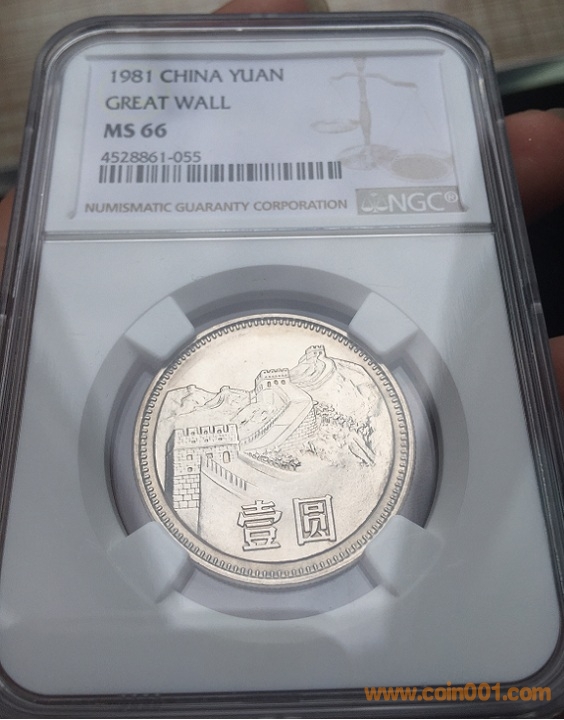 1981 CHINA YUAN
GREAT WALL
MS 66
4528861-055
NUMISMATIC GUARANTY CORPORATION
NGC®
壹圆
www.coin001.com